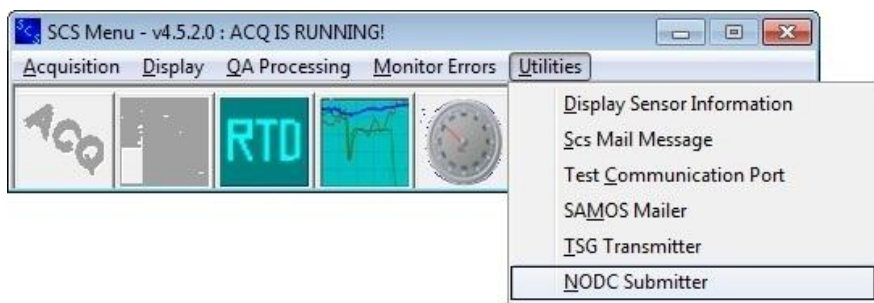 SCS Menu - v4.5.2.0 : ACQ IS RUNNING!
Acquisition Display QA Processing Monitor Errors Utilities
ACQ RTD
Display Sensor Information
Scs Mail Message
Test Communication Port
SAMOS Mailer
TSG Transmitter
NODC Submitter